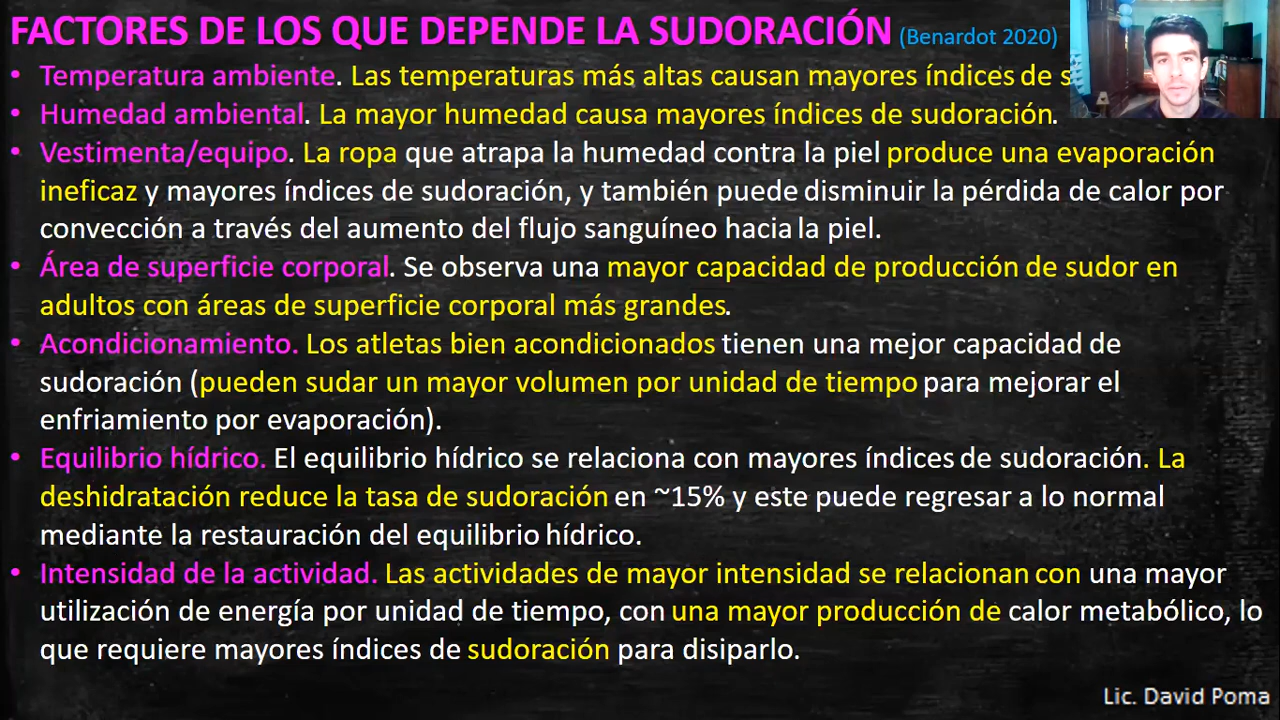 FACTORES DE LOS QUE DEPENDE LA SUDORACIÓN (Benardot 2020)
• Temperatura ambiente. Las temperaturas más altas causan mayores índices de s
• Humedad ambiental. La mayor humedad causa mayores índices de sudoración.
• Vestimenta/equipo. La ropa que atrapa la humedad contra la piel produce una evaporación
ineficaz y mayores índices de sudoración, y también puede disminuir la pérdida de calor por
convección a través del aumento del flujo sanguíneo hacia la piel.
• Área de superficie corporal. Se observa una mayor capacidad de producción de sudor en
adultos con áreas de superficie corporal más grandes.
• Acondicionamiento. Los atletas bien acondicionados tienen una mejor capacidad de
sudoración (pueden sudar un mayor volumen por unidad de tiempo para mejorar el
enfriamiento por evaporación).
• Equilibrio hídrico. El equilibrio hídrico se relaciona con mayores índices de sudoración. La
deshidratación reduce la tasa de sudoración en ~15% y este puede regresar a lo normal
mediante la restauración del equilibrio hídrico.
• Intensidad de la actividad. Las actividades de mayor intensidad se relacionan con una mayor
utilización de energía por unidad de tiempo, con una mayor producción de calor metabólico, lo
que requiere mayores índices de sudoración para disiparlo.
Lic. David Poma